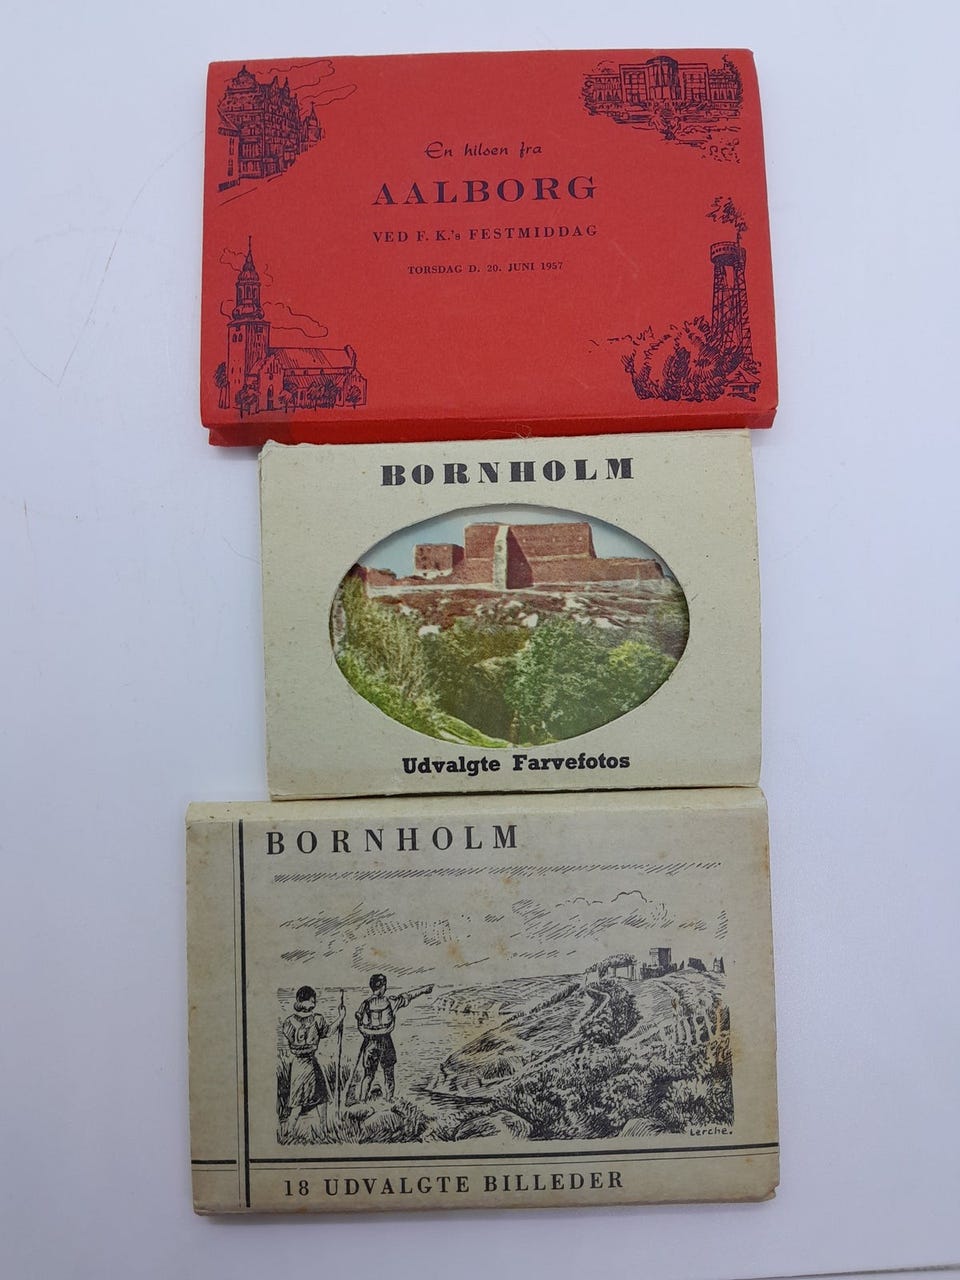 En hilsen fra
AALBORG
VED F. K.'s FESTMIDDAG
TORSDAG D. 20. JUNI 1957
BORNHOLM
Udvalgte Farvefotos
BORNHOLM
Lerche.
18 UDVALGTE BILLEDER